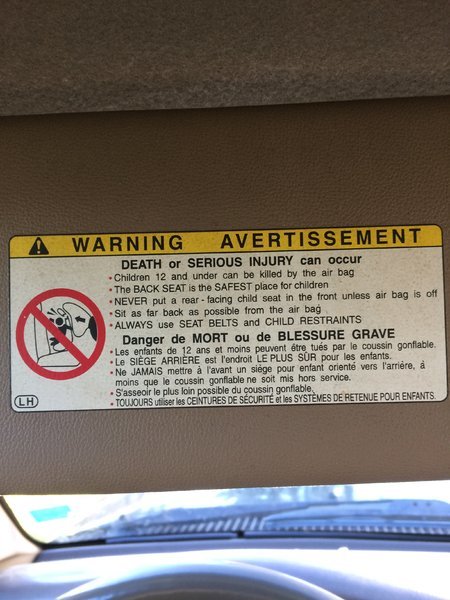 WARNING AVERTISSEMENT
DEATH or SERIOUS INJURY can occur
• Children 12 and under can be killed by the air bag
• The BACK SEAT is the SAFEST place for children
• NEVER put a rear - facing child seat in the front unless air bag is off
• Sit as far back as possible from the air bag
• ALWAYS use SEAT BELTS and CHILD RESTRAINTS
Danger de MORT ou de BLESSURE GRAVE
• Les enfants de 12 ans et moins peuvent être tués par le coussin gonflable.
• Le SIÈGE ARRIÈRE est l'endroit LE PLUS SÛR pour les enfants.
• Ne JAMAIS mettre à l'avant un siège pour enfant orienté vers l'arrière, á
moins que le coussin gonflable ne soit mis hors service.
• S'asseoir le plus loin possible du coussin gonflable.
• TOUJOURS utiliser les CEINTURES DE SÉCURITÉ et les SYSTÈMES DE RETENUE POUR ENFANTS.
LH